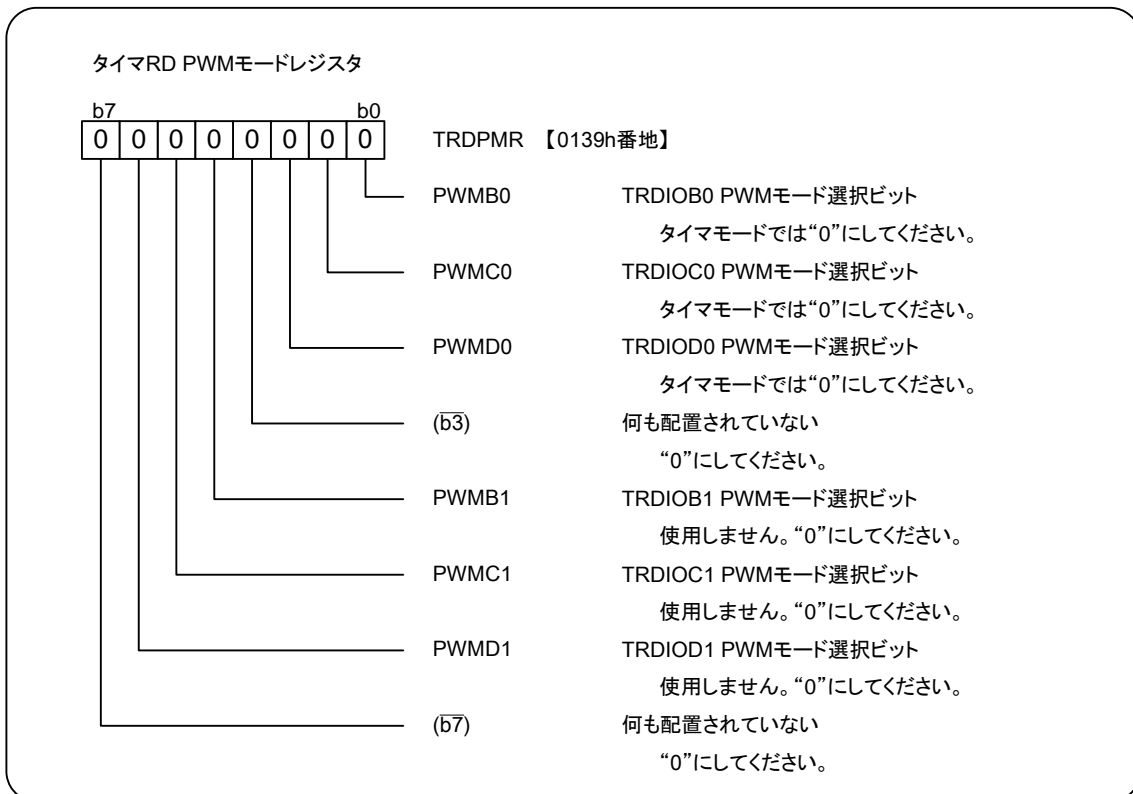 タイマRD PWMモードレジスタ
b7 b0
0 0 0 0 0 0 0 0 TRDPMR 【0139h番地】
PWMB0 TRDIOB0 PWMモード選択ビット
タイマモードでは“0”にしてください。
PWMC0 TRDIOC0 PWMモード選択ビット
タイマモードでは“0”にしてください。
PWMD0 TRDIOD0 PWMモード選択ビット
タイマモードでは“0”にしてください。
(b3) 何も配置されていない
“0”にしてください。
PWMB1 TRDIOB1 PWMモード選択ビット
使用しません。“0”にしてください。
PWMC1 TRDIOC1 PWMモード選択ビット
使用しません。“0”にしてください。
PWMD1 TRDIOD1 PWMモード選択ビット
使用しません。“0”にしてください。
(b7) 何も配置されていない
“0”にしてください。